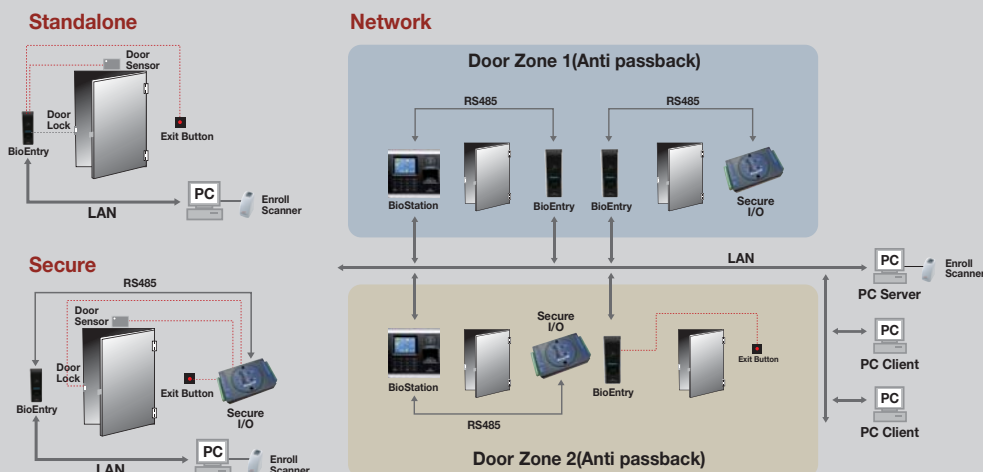 Standalone
Door
Sensor
Door
Lock
BioEntry
Exit Button
LAN
PC
Enroll
Scanner
Secure
RS485
Door
Sensor
Door
Lock
BioEntry
Exit Button
Secure
I/O
LAN
PC
Enroll
Scanner
Network
Door Zone 1(Anti passback)
RS485
RS485
BioStation
BioEntry
BioEntry
Secure
I/O
LAN
PC
Enroll
Scanner
PC Server
PC
PC Client
PC
PC Client
Secure
I/O
BioStation
BioEntry
Exit Button
RS485
Door Zone 2(Anti passback)